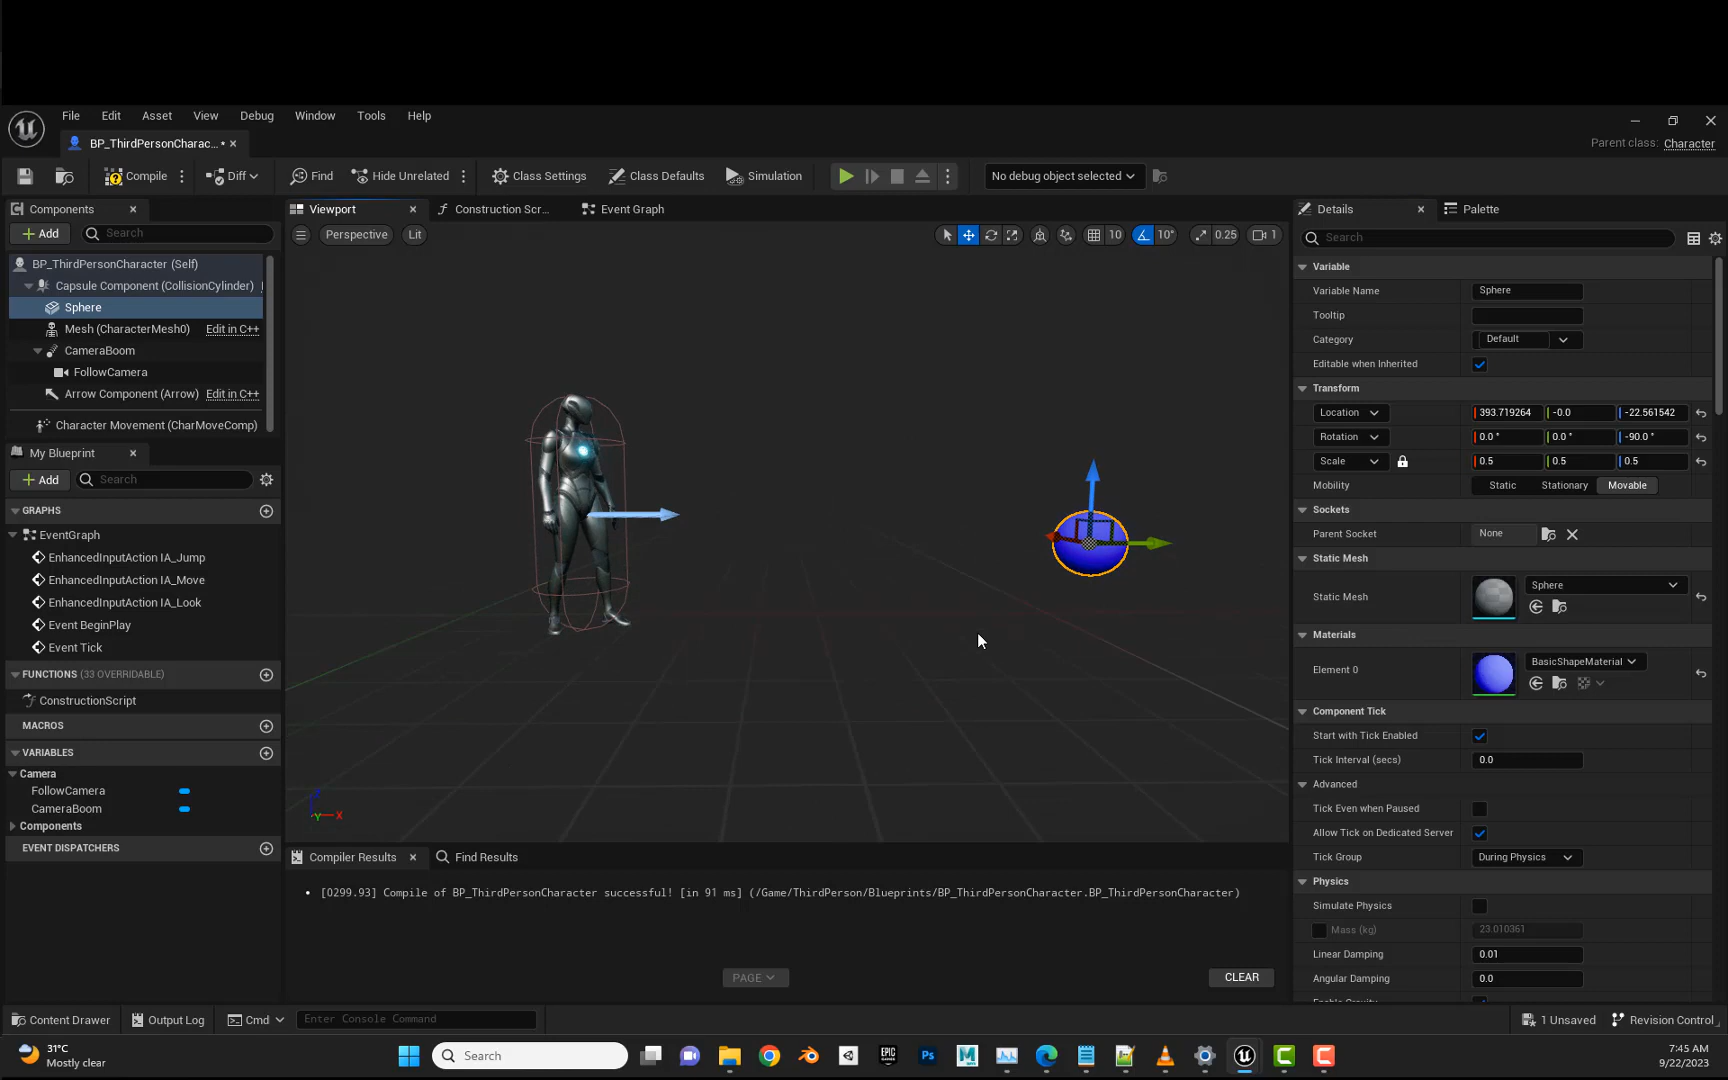 File Edit Asset View Debug Window Tools Help
BP_ThirdPersonCharac... •
Parent class: Character
Compile Diff Find Hide Unrelated Class Settings Class Defaults Simulation No debug object selected
Components
Add Search
BP_ThirdPersonCharacter (Self)
Capsule Component (CollisionCylinder)
Sphere
Mesh (CharacterMesh0) Edit in C++
CameraBoom
FollowCamera
Arrow Component (Arrow) Edit in C++
Character Movement (CharMoveComp)
My Blueprint
Add Search
GRAPHS
EventGraph
EnhancedInputAction IA_Jump
EnhancedInputAction IA_Move
EnhancedInputAction IA_Look
Event BeginPlay
Event Tick
FUNCTIONS (33 OVERRIDABLE)
ConstructionScript
MACROS
VARIABLES
Camera
FollowCamera
CameraBoom
Components
EVENT DISPATCHERS
Viewport Construction Scr... Event Graph
Perspective Lit 10 10° 0.25 1
Z
Y X
Compiler Results Find Results
• [0299.93] Compile of BP_ThirdPersonCharacter successful! [in 91 ms] (/Game/ThirdPerson/Blueprints/BP_ThirdPersonCharacter.BP_ThirdPersonCharacter)
PAGE CLEAR
Details Palette
Search
Variable
Variable Name Sphere
Tooltip
Category Default
Editable when Inherited
Transform
Location 393.719264 -0.0 -22.561542
Rotation 0.0 ° 0.0 ° -90.0 °
Scale 0.5 0.5 0.5
Mobility Static Stationary Movable
Sockets
Parent Socket None
Static Mesh
Static Mesh Sphere
Materials
Element 0 BasicShapeMaterial
Component Tick
Start with Tick Enabled
Tick Interval (secs) 0.0
Advanced
Tick Even when Paused
Allow Tick on Dedicated Server
Tick Group During Physics
Physics
Simulate Physics
Mass (kg) 23.010361
Linear Damping 0.01
Angular Damping 0.0
Enable Gravity
Content Drawer Output Log Cmd Enter Console Command 1 Unsaved Revision Control
31°C
Mostly clear
Search
EPIC GAMES
Ps
M
7:45 AM
9/22/2023